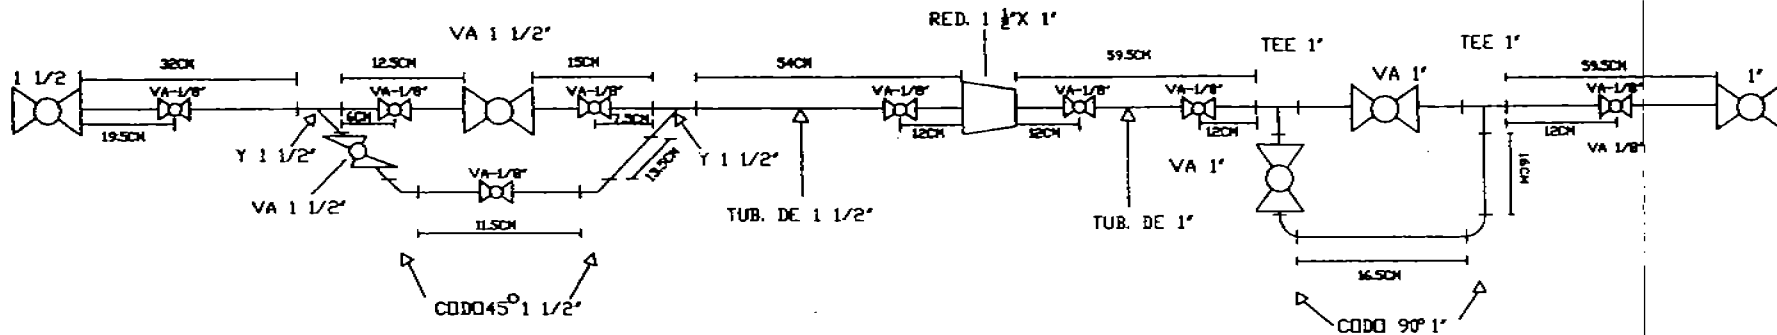 RED. 1 ½"X 1"
VA 1 1/2"
TEE 1"
TEE 1"
32CM
12.5CM
15CM
54CM
59.5CM
59.5CM
1 1/2
VA-1/8"
VA-1/8"
VA-1/8"
VA-1/8"
VA-1/8"
VA-1/8"
VA 1"
VA-1/8"
1"
19.5CM
6CM
7.5CM
12CM
12CM
12CM
12CM
Y 1 1/2"
13.5CM
Y 1 1/2"
VA 1"
VA 1/8"
16CM
VA-1/8"
VA 1 1/2"
TUB. DE 1 1/2"
TUB. DE 1"
11.5CM
16.5CM
CODO45° 1 1/2"
CODO 90° 1"